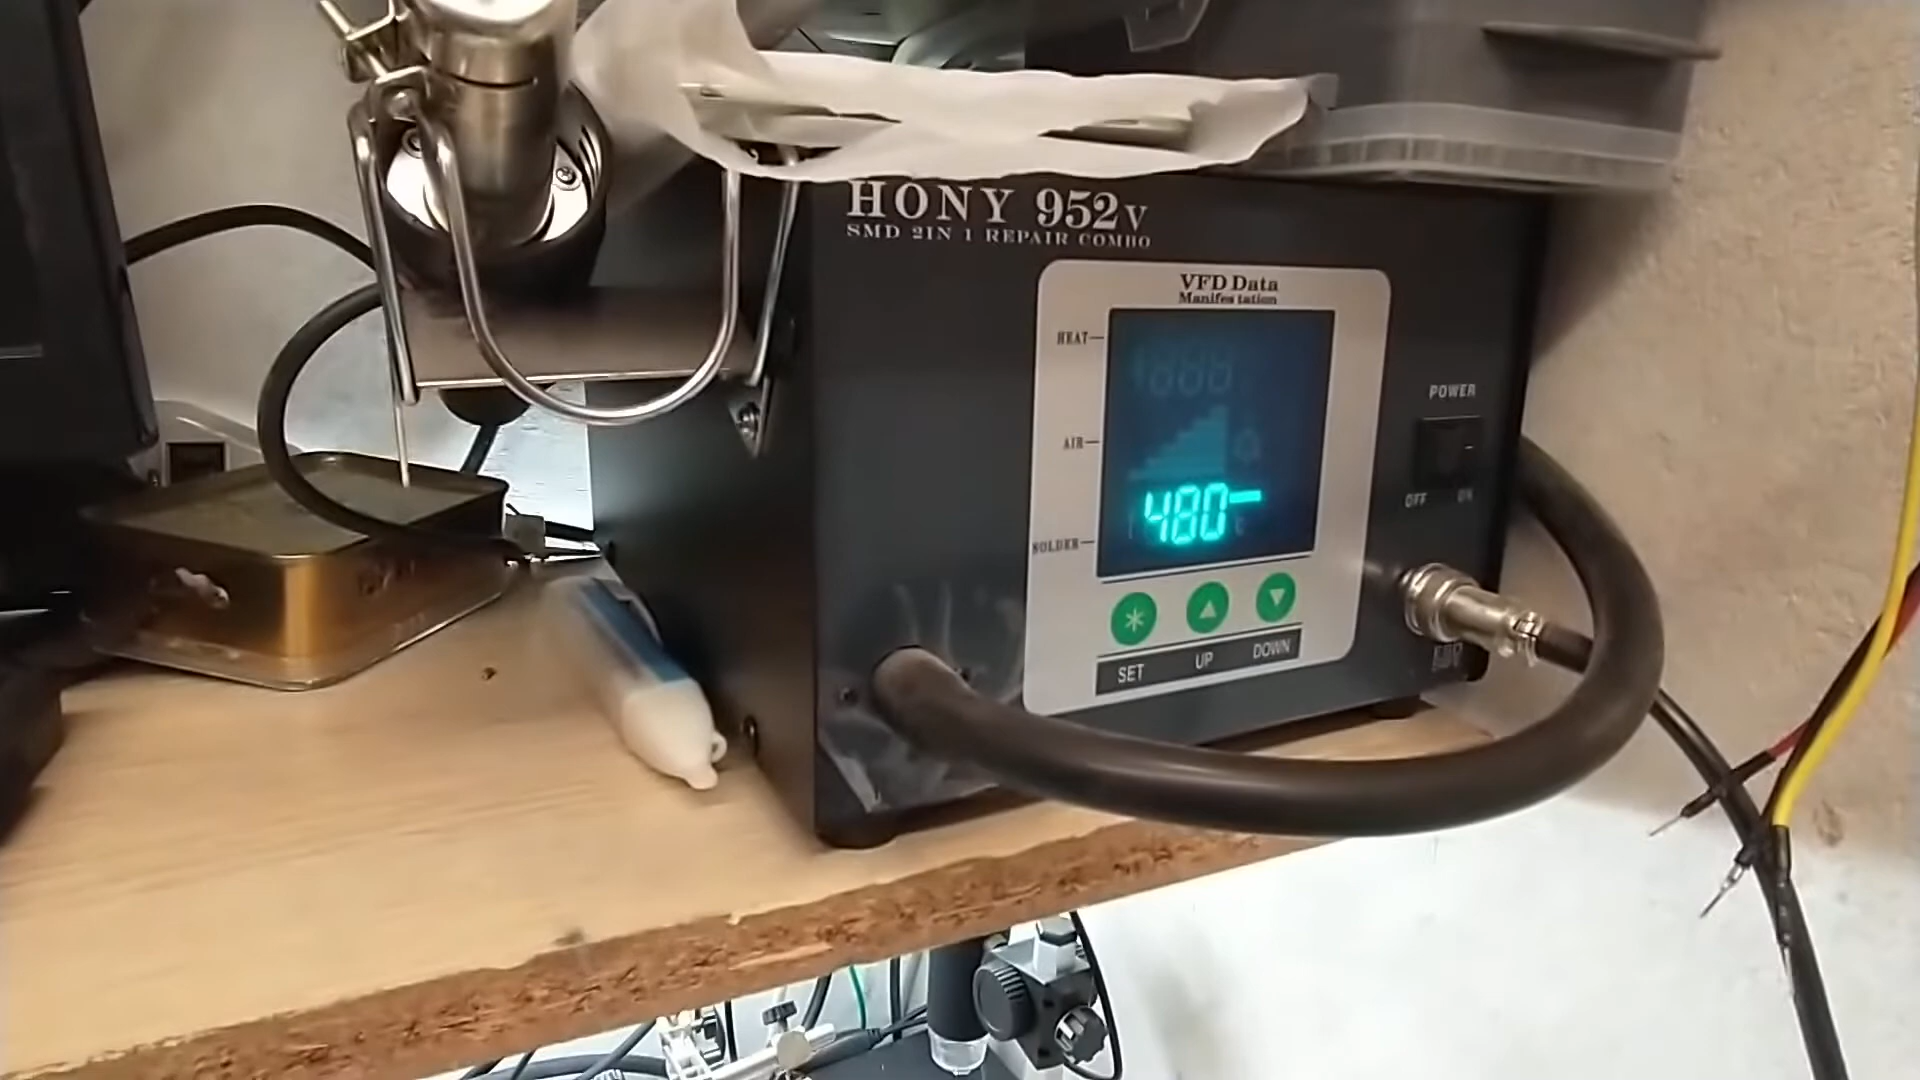 HONY 952V
SMD 2IN 1 REPAIR COMBO
VFD Data
Manifes tation
HEAT
AIR
480
SOLDER
POWER
OFF ON
SET UP DOWN